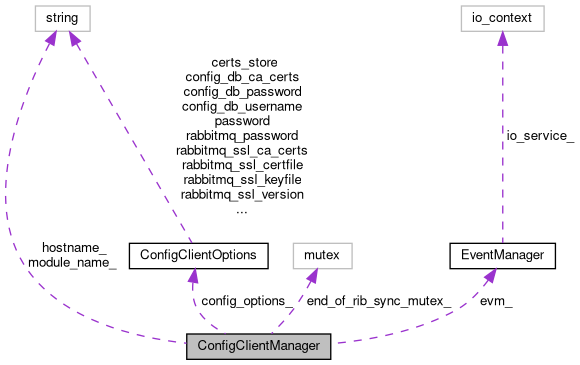 string
io_context
certs_store
config_db_ca_certs
config_db_password
config_db_username
password
rabbitmq_password
rabbitmq_ssl_ca_certs
rabbitmq_ssl_certfile
rabbitmq_ssl_keyfile
rabbitmq_ssl_version
...
io_service_
hostname_
module_name_
ConfigClientOptions
mutex
EventManager
config_options_
end_of_rib_sync_mutex_
evm_
ConfigClientManager